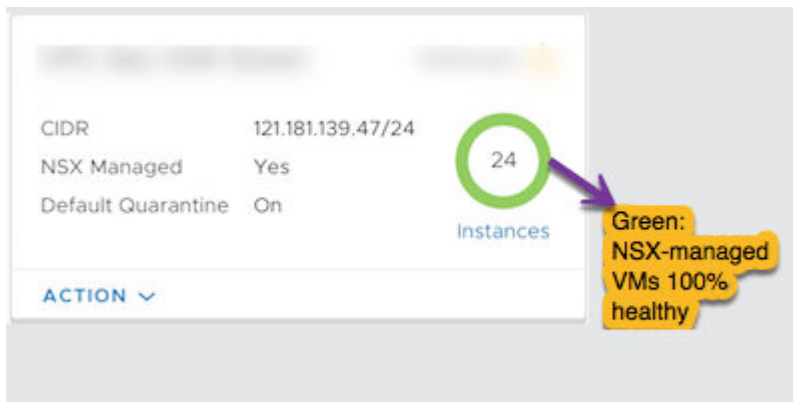 CIDR 121.181.139.47/24
NSX Managed Yes
Default Quarantine On
24
Instances
ACTION
Green:
NSX-managed
VMs 100%
healthy